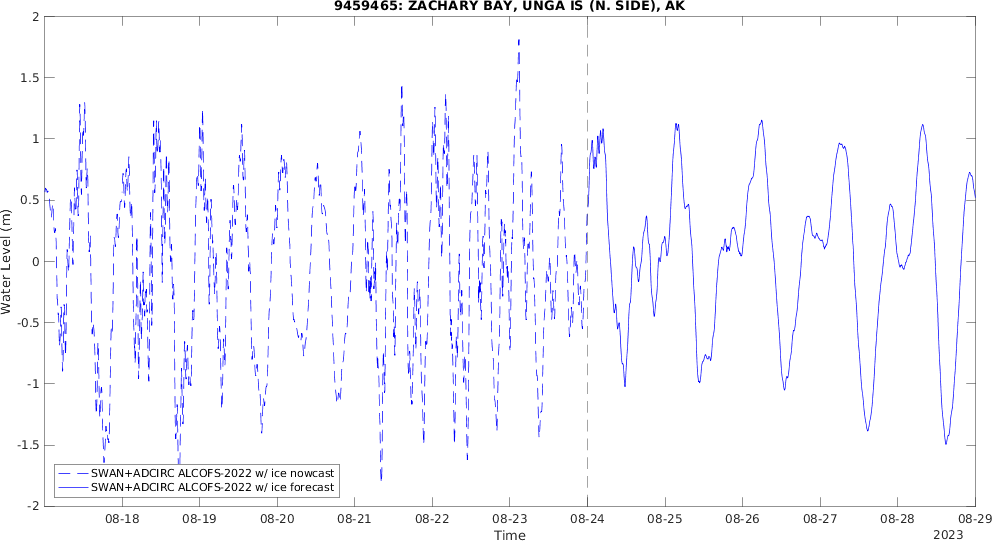 9459465: ZACHARY BAY, UNGA IS (N. SIDE), AK
2
1.5
1
0.5
0
-0.5
-1
-1.5
-2
Water Level (m)
SWAN+ADCIRC ALCOFS-2022 w/ ice nowcast
SWAN+ADCIRC ALCOFS-2022 w/ ice forecast
08-18 08-19 08-20 08-21 08-22 08-23 08-24 08-25 08-26 08-27 08-28 08-29
Time
2023